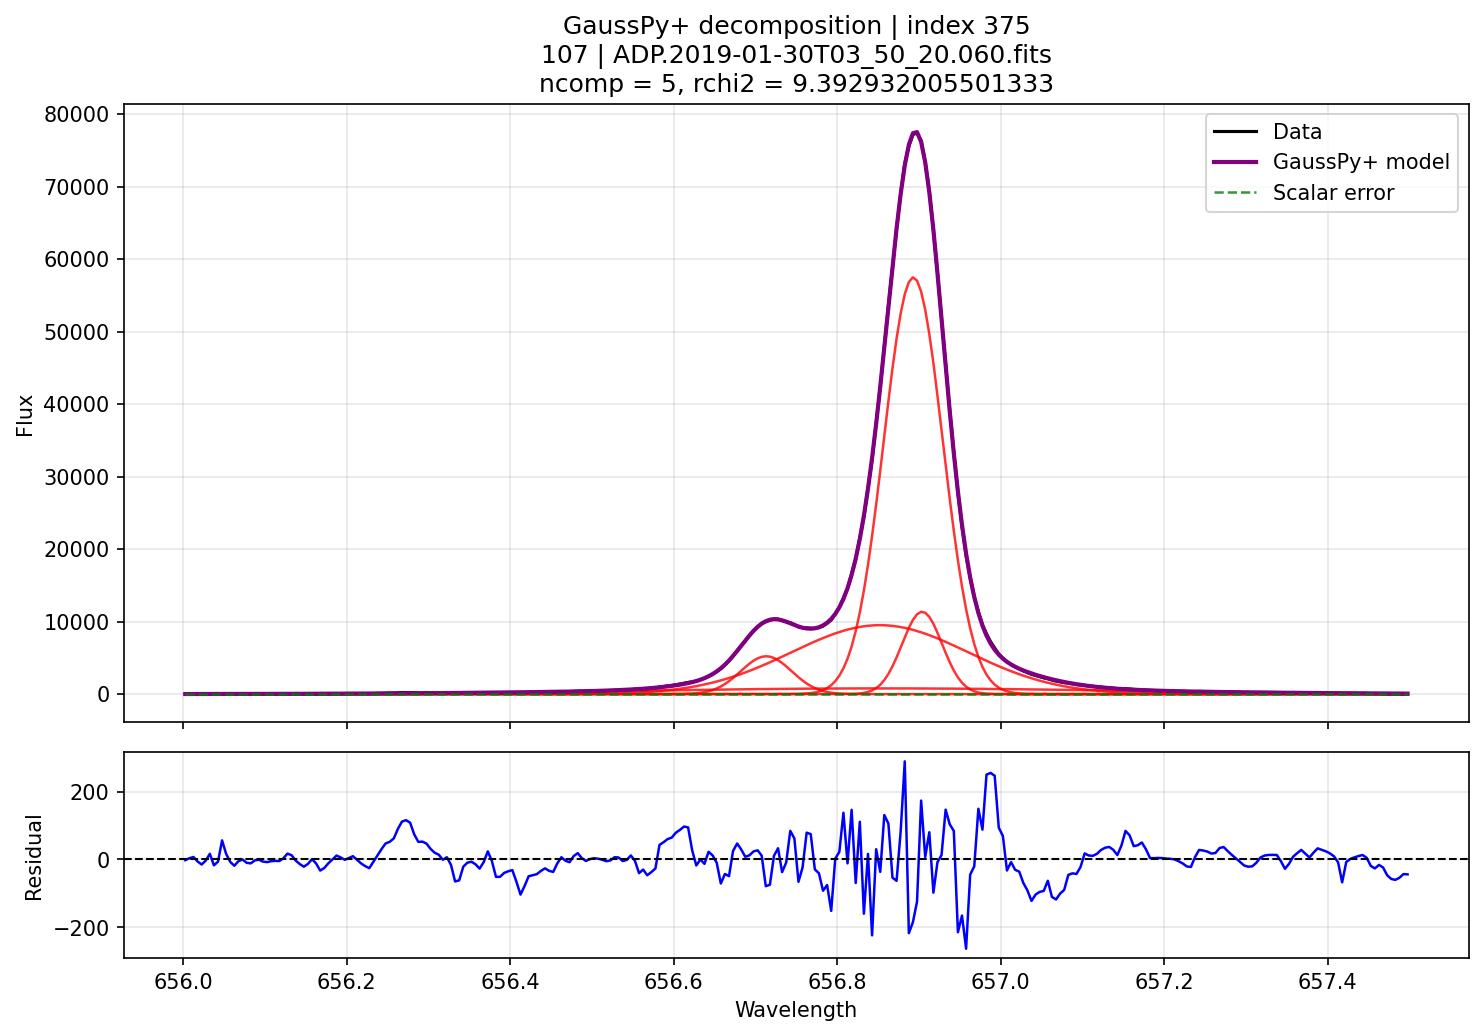 GaussPy+ decomposition | index 375
107 | ADP.2019-01-30T03_50_20.060.fits
ncomp = 5, rchi2 = 9.392932005501333
Data
GaussPy+ model
Scalar error
Flux
80000
70000
60000
50000
40000
30000
20000
10000
0
Residual
200
0
−200
656.0
656.2
656.4
656.6
656.8
657.0
657.2
657.4
Wavelength